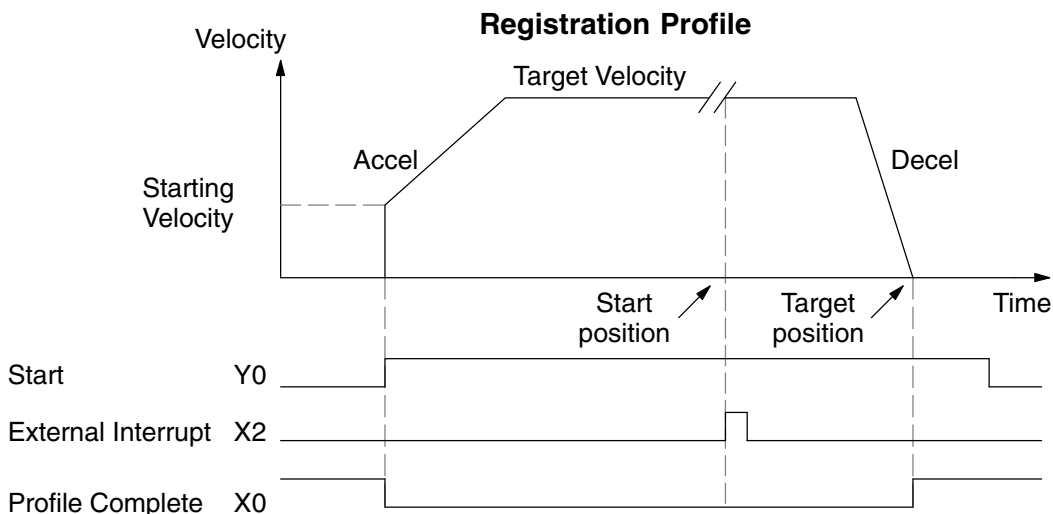 Registration Profile
Velocity
Target Velocity
Accel
Decel
Starting
Velocity
Start
position
Target
position
Time
Start Y0
External Interrupt X2
Profile Complete X0